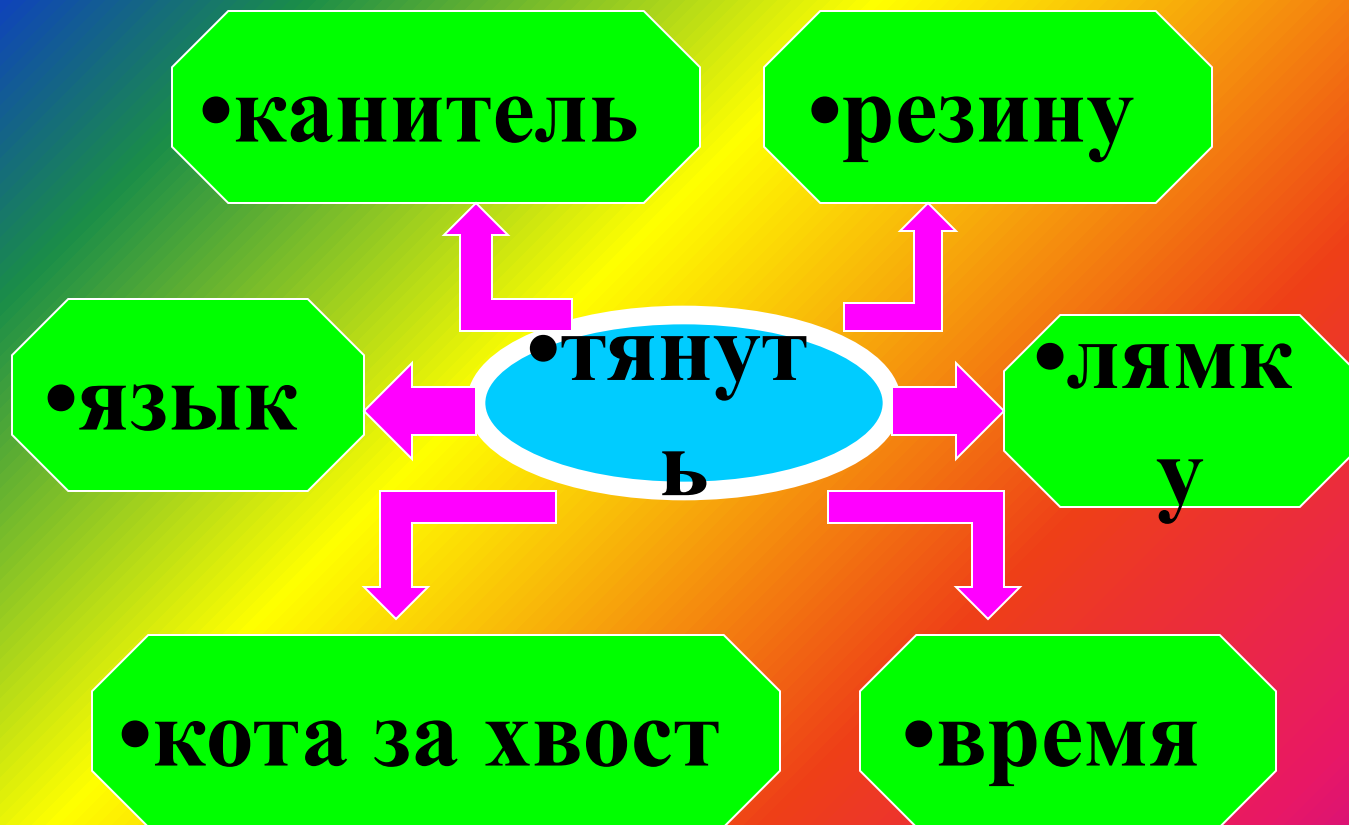 •канитель
•резину
•тянут
ь
•язык
•лямк
у
•кота за хвост
•время